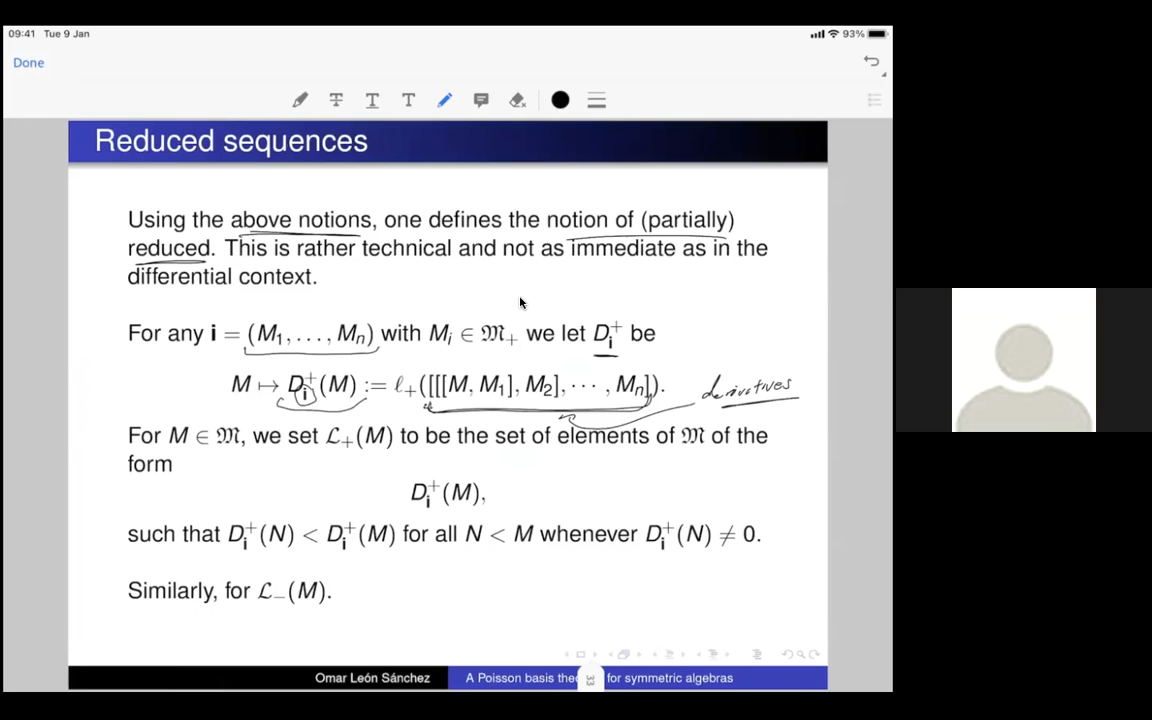 09:41 Tue 9 Jan
93%
Done
Reduced sequences
Using the above notions, one defines the notion of (partially)
reduced. This is rather technical and not as immediate as in the
differential context.
For any i = (M₁, . . . , Mₙ) with Mᵢ ∈ 𝔐₊ we let Dᵢ⁺ be
M ↦ Dᵢ⁺(M) := ℓ₊([[[M, M₁], M₂], · · · , Mₙ]).
derivatives
For M ∈ 𝔐, we set ℒ₊(M) to be the set of elements of 𝔐 of the
form
Dᵢ⁺(M),
such that Dᵢ⁺(N) < Dᵢ⁺(M) for all N < M whenever Dᵢ⁺(N) ≠ 0.
Similarly, for ℒ₋(M).
Omar León Sánchez
A Poisson basis theo
33
for symmetric algebras